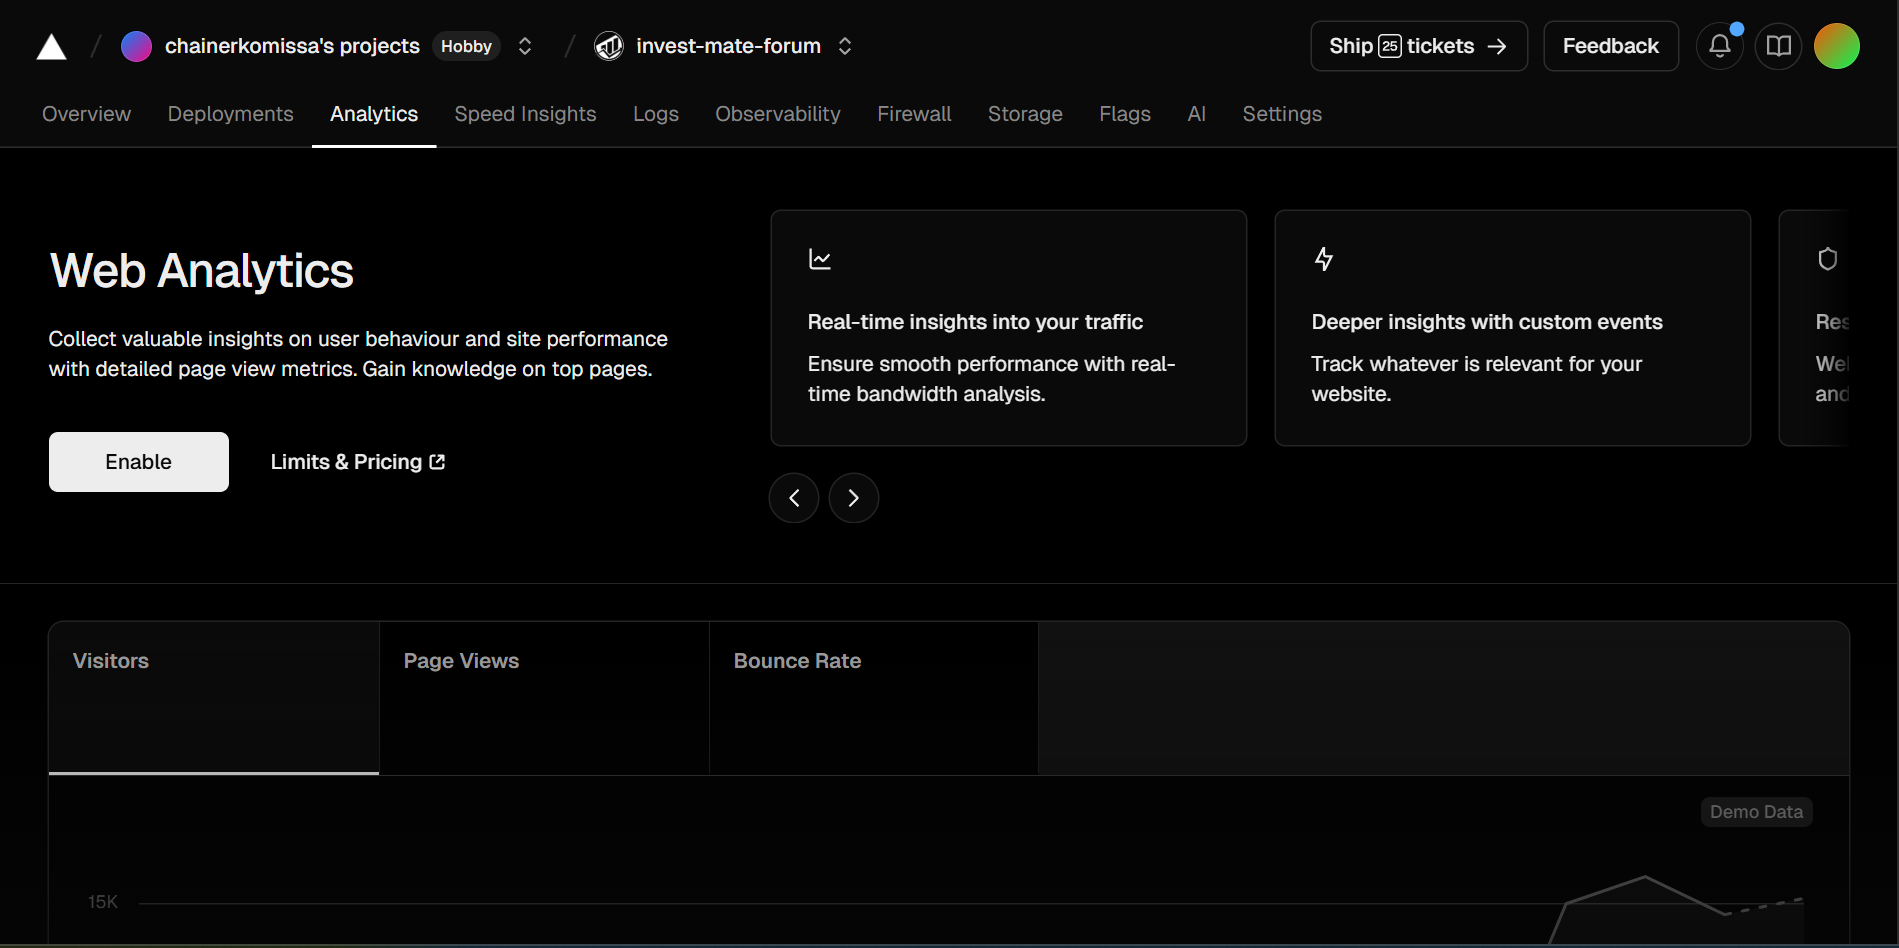 chainerkomissa's projects Hobby invest-mate-forum Ship 25 tickets → Feedback
Overview Deployments Analytics Speed Insights Logs Observability Firewall Storage Flags AI Settings
Web Analytics
Collect valuable insights on user behaviour and site performance
with detailed page view metrics. Gain knowledge on top pages.
Enable Limits & Pricing
Real-time insights into your traffic
Ensure smooth performance with real-
time bandwidth analysis.
Deeper insights with custom events
Track whatever is relevant for your
website.
Res
We
and
Visitors Page Views Bounce Rate
Demo Data
15K